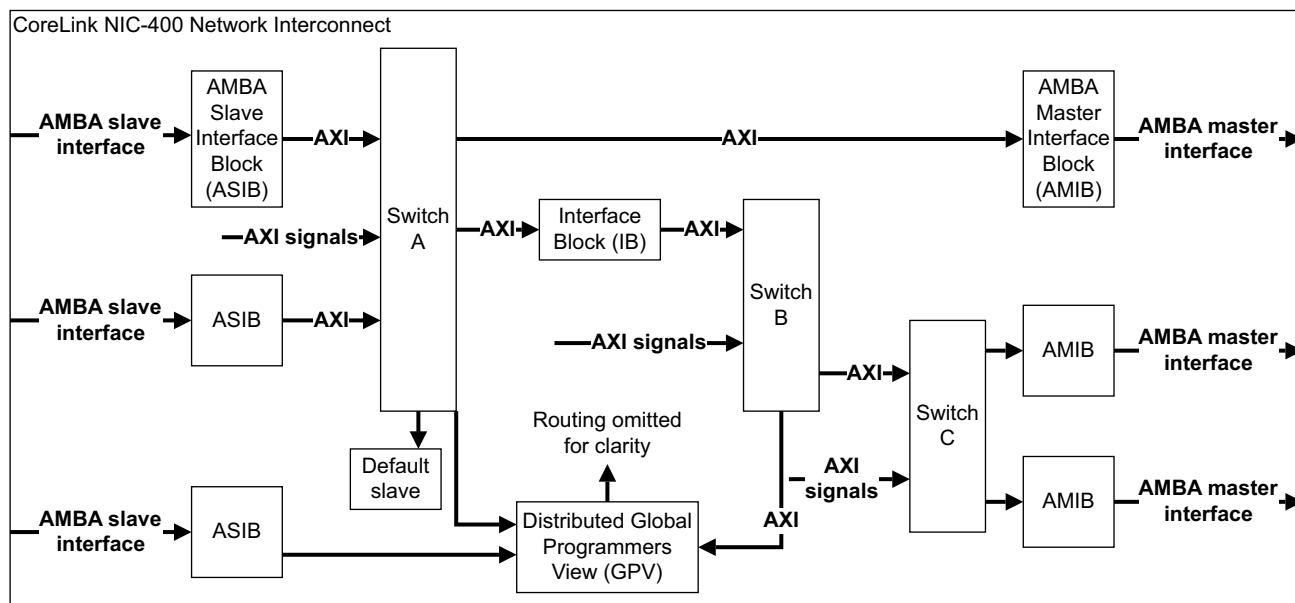 CoreLink NIC-400 Network Interconnect
AMBA slave
interface
AMBA
Slave
Interface
Block
(ASIB)
AXI
AXI
AMBA
Master
Interface
Block
(AMIB)
AMBA master
interface
Switch
A
AXI signals
AXI
Interface
Block (IB)
AXI
Switch
B
AMBA slave
interface
ASIB
AXI
AXI signals
AXI
Switch
C
AMIB
AMBA master
interface
Default
slave
Routing omitted
for clarity
AXI
signals
AMIB
AMBA master
interface
AMBA slave
interface
ASIB
Distributed Global
Programmers
View (GPV)
AXI